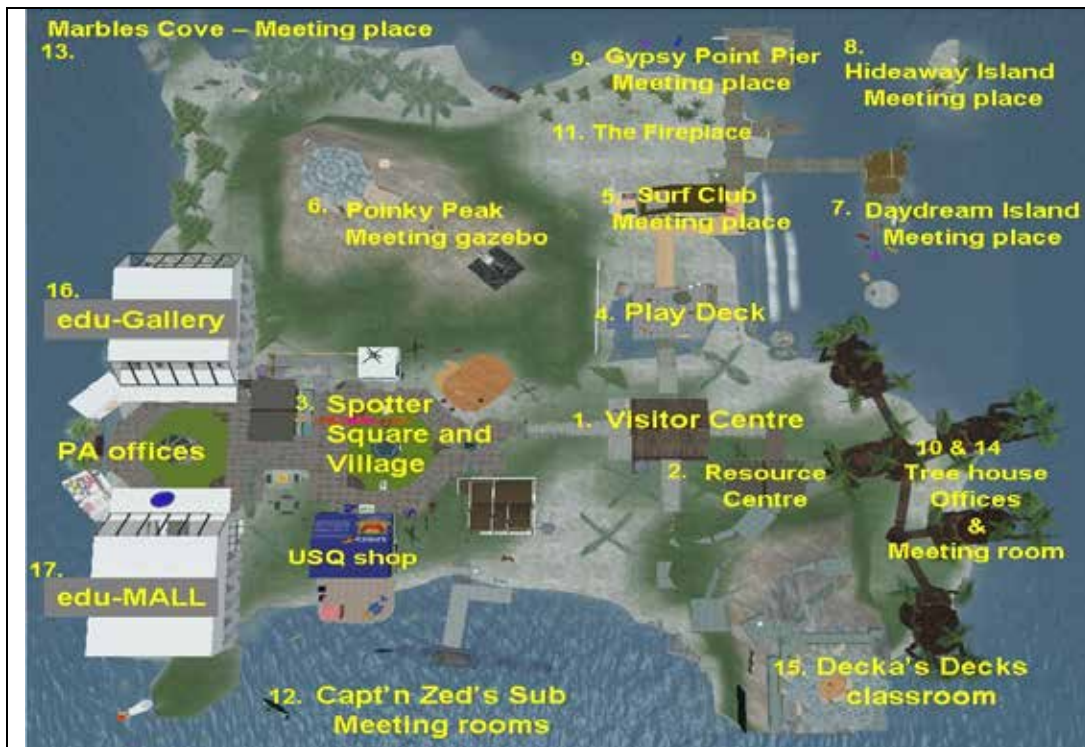 Marbles Cove – Meeting place
13.
9. Gypsy Point Pier
Meeting place
8.
Hideaway Island
Meeting place
11. The Fireplace
5. Surf Club
Meeting place
6. Poinky Peak
Meeting gazebo
7. Daydream Island
Meeting place
16.
edu-Gallery
4. Play Deck
3. Spotter
Square and
Village
1. Visitor Centre
PA offices
2. Resource
Centre
10 & 14
Tree house
Offices
&
Meeting room
USQ shop
17.
edu-MALL
15. Decka's Decks
classroom
12. Capt'n Zed's Sub
Meeting rooms